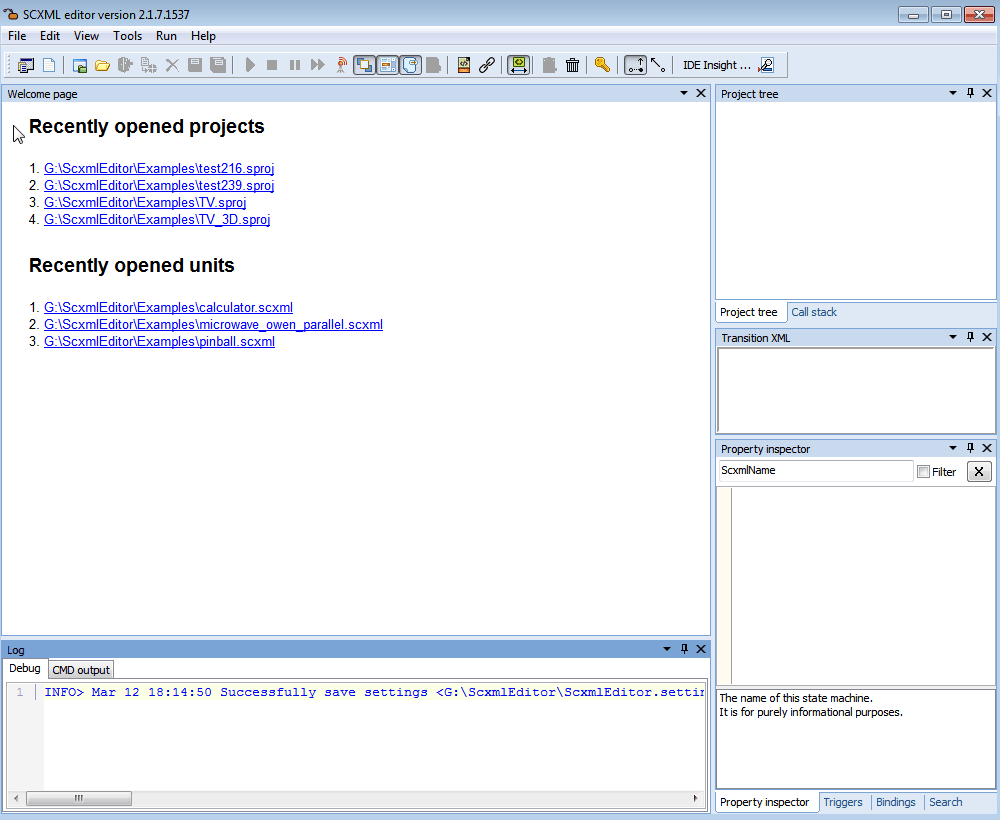 SCXML editor version 2.1.7.1537
File Edit View Tools Run Help
IDE Insight ...
Welcome page
Recently opened projects
1. G:\ScxmlEditor\Examples\test216.sproj
2. G:\ScxmlEditor\Examples\test239.sproj
3. G:\ScxmlEditor\Examples\TV.sproj
4. G:\ScxmlEditor\Examples\TV_3D.sproj
Recently opened units
1. G:\ScxmlEditor\Examples\calculator.scxml
2. G:\ScxmlEditor\Examples\microwave_owen_parallel.scxml
3. G:\ScxmlEditor\Examples\pinball.scxml
Log
Debug CMD output
1 INFO> Mar 12 18:14:50 Successfully save settings <G:\ScxmlEditor\ScxmlEditor.settin
Project tree
Project tree Call stack
Transition XML
Property inspector
ScxmlName Filter X
The name of this state machine.
It is for purely informational purposes.
Property inspector Triggers Bindings Search